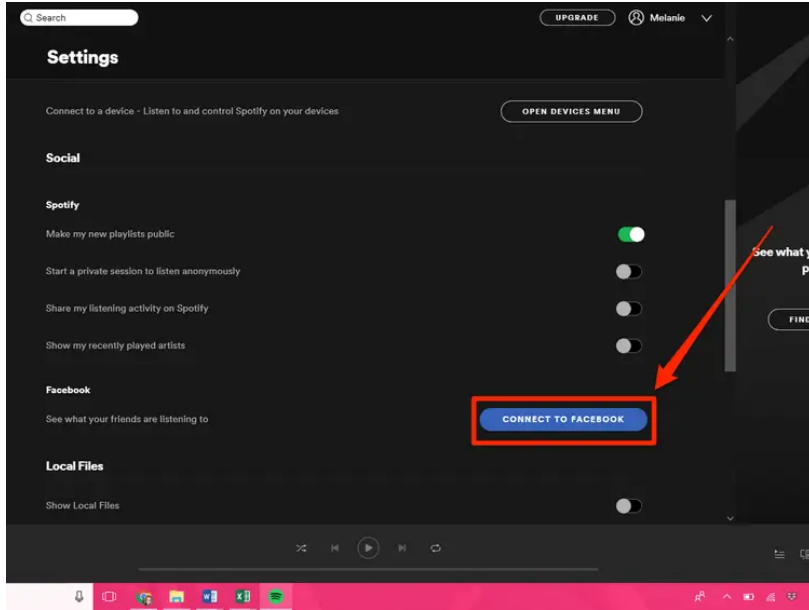 Search
UPGRADE
Melanie
Settings
Connect to a device - Listen to and control Spotify on your devices
OPEN DEVICES MENU
Social
Spotify
Make my new playlists public
Start a private session to listen anonymously
Share my listening activity on Spotify
Show my recently played artists
See what y
p
FIND
Facebook
See what your friends are listening to
CONNECT TO FACEBOOK
Local Files
Show Local Files